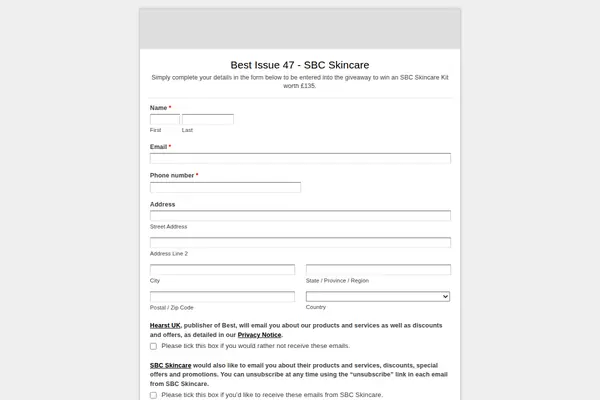 Best Issue 47 - SBC Skincare
Simply complete your details in the form below to be entered into the giveaway to win an SBC Skincare Kit
worth £135.
Name *
First Last
Email *
Phone number *
Address
Street Address
Address Line 2
City State / Province / Region
Postal / Zip Code Country
Hearst UK, publisher of Best, will email you about our products and services as well as discounts
and offers, as detailed in our Privacy Notice.
Please tick this box if you would rather not receive these emails.
SBC Skincare would also like to email you about their products and services, discounts, special
offers and promotions. You can unsubscribe at any time using the “unsubscribe” link in each email
from SBC Skincare.
Please tick this box if you'd like to receive these emails from SBC Skincare.